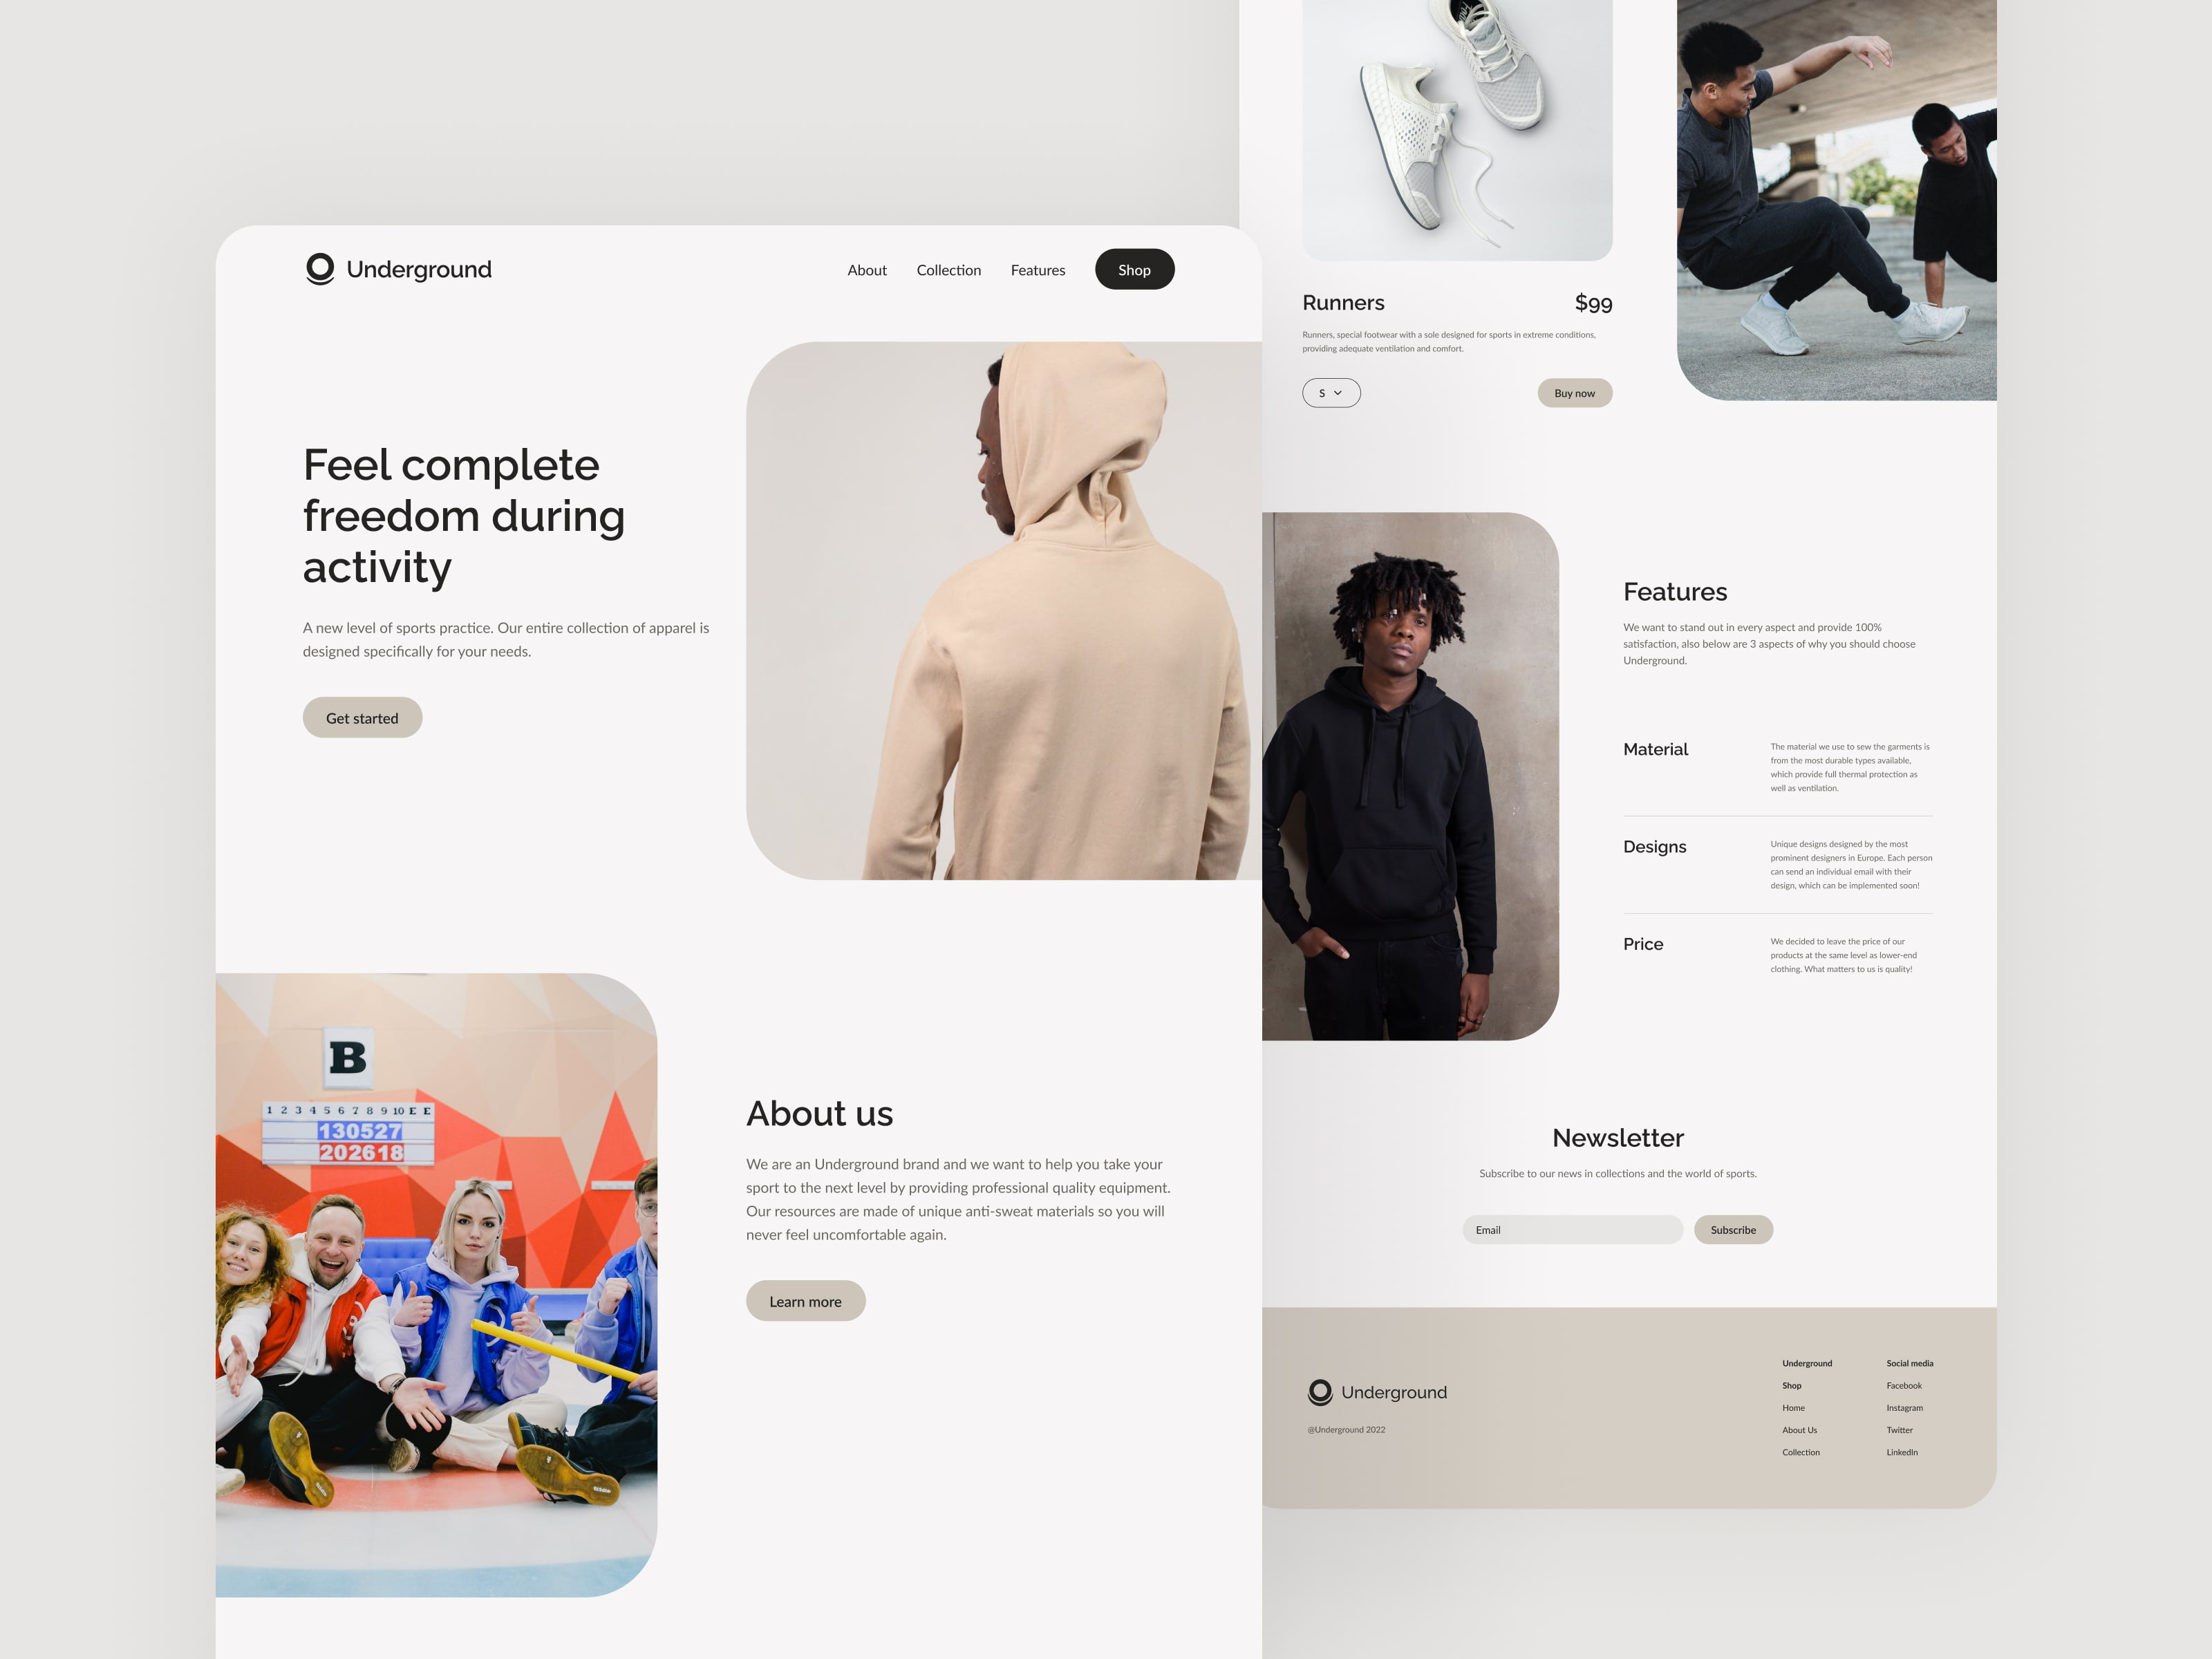 Underground
About
Collection
Features
Shop
Feel complete
freedom during
activity
A new level of sports practice. Our entire collection of apparel is
designed specifically for your needs.
Get started
B
1 2 3 4 5 6 7 8 9 10 E E
130527
202618
About us
We are an Underground brand and we want to help you take your
sport to the next level by providing professional quality equipment.
Our resources are made of unique anti-sweat materials so you will
never feel uncomfortable again.
Learn more
Runners
$99
Runners, special footwear with a sole designed for sports in extreme conditions,
providing adequate ventilation and comfort.
S
Buy now
Features
We want to stand out in every aspect and provide 100%
satisfaction, also below are 3 aspects of why you should choose
Underground.
Material
The material we use to sew the garments is
from the most durable types available,
which provide full thermal protection as
well as ventilation.
Designs
Unique designs designed by the most
prominent designers in Europe. Each person
can send an individual email with their
design, which can be implemented soon!
Price
We decided to leave the price of our
products at the same level as lower-end
clothing. What matters to us is quality!
Newsletter
Subscribe to our news in collections and the world of sports.
Email
Subscribe
Underground
@Underground 2022
Underground
Shop
Home
About Us
Collection
Social media
Facebook
Instagram
Twitter
LinkedIn